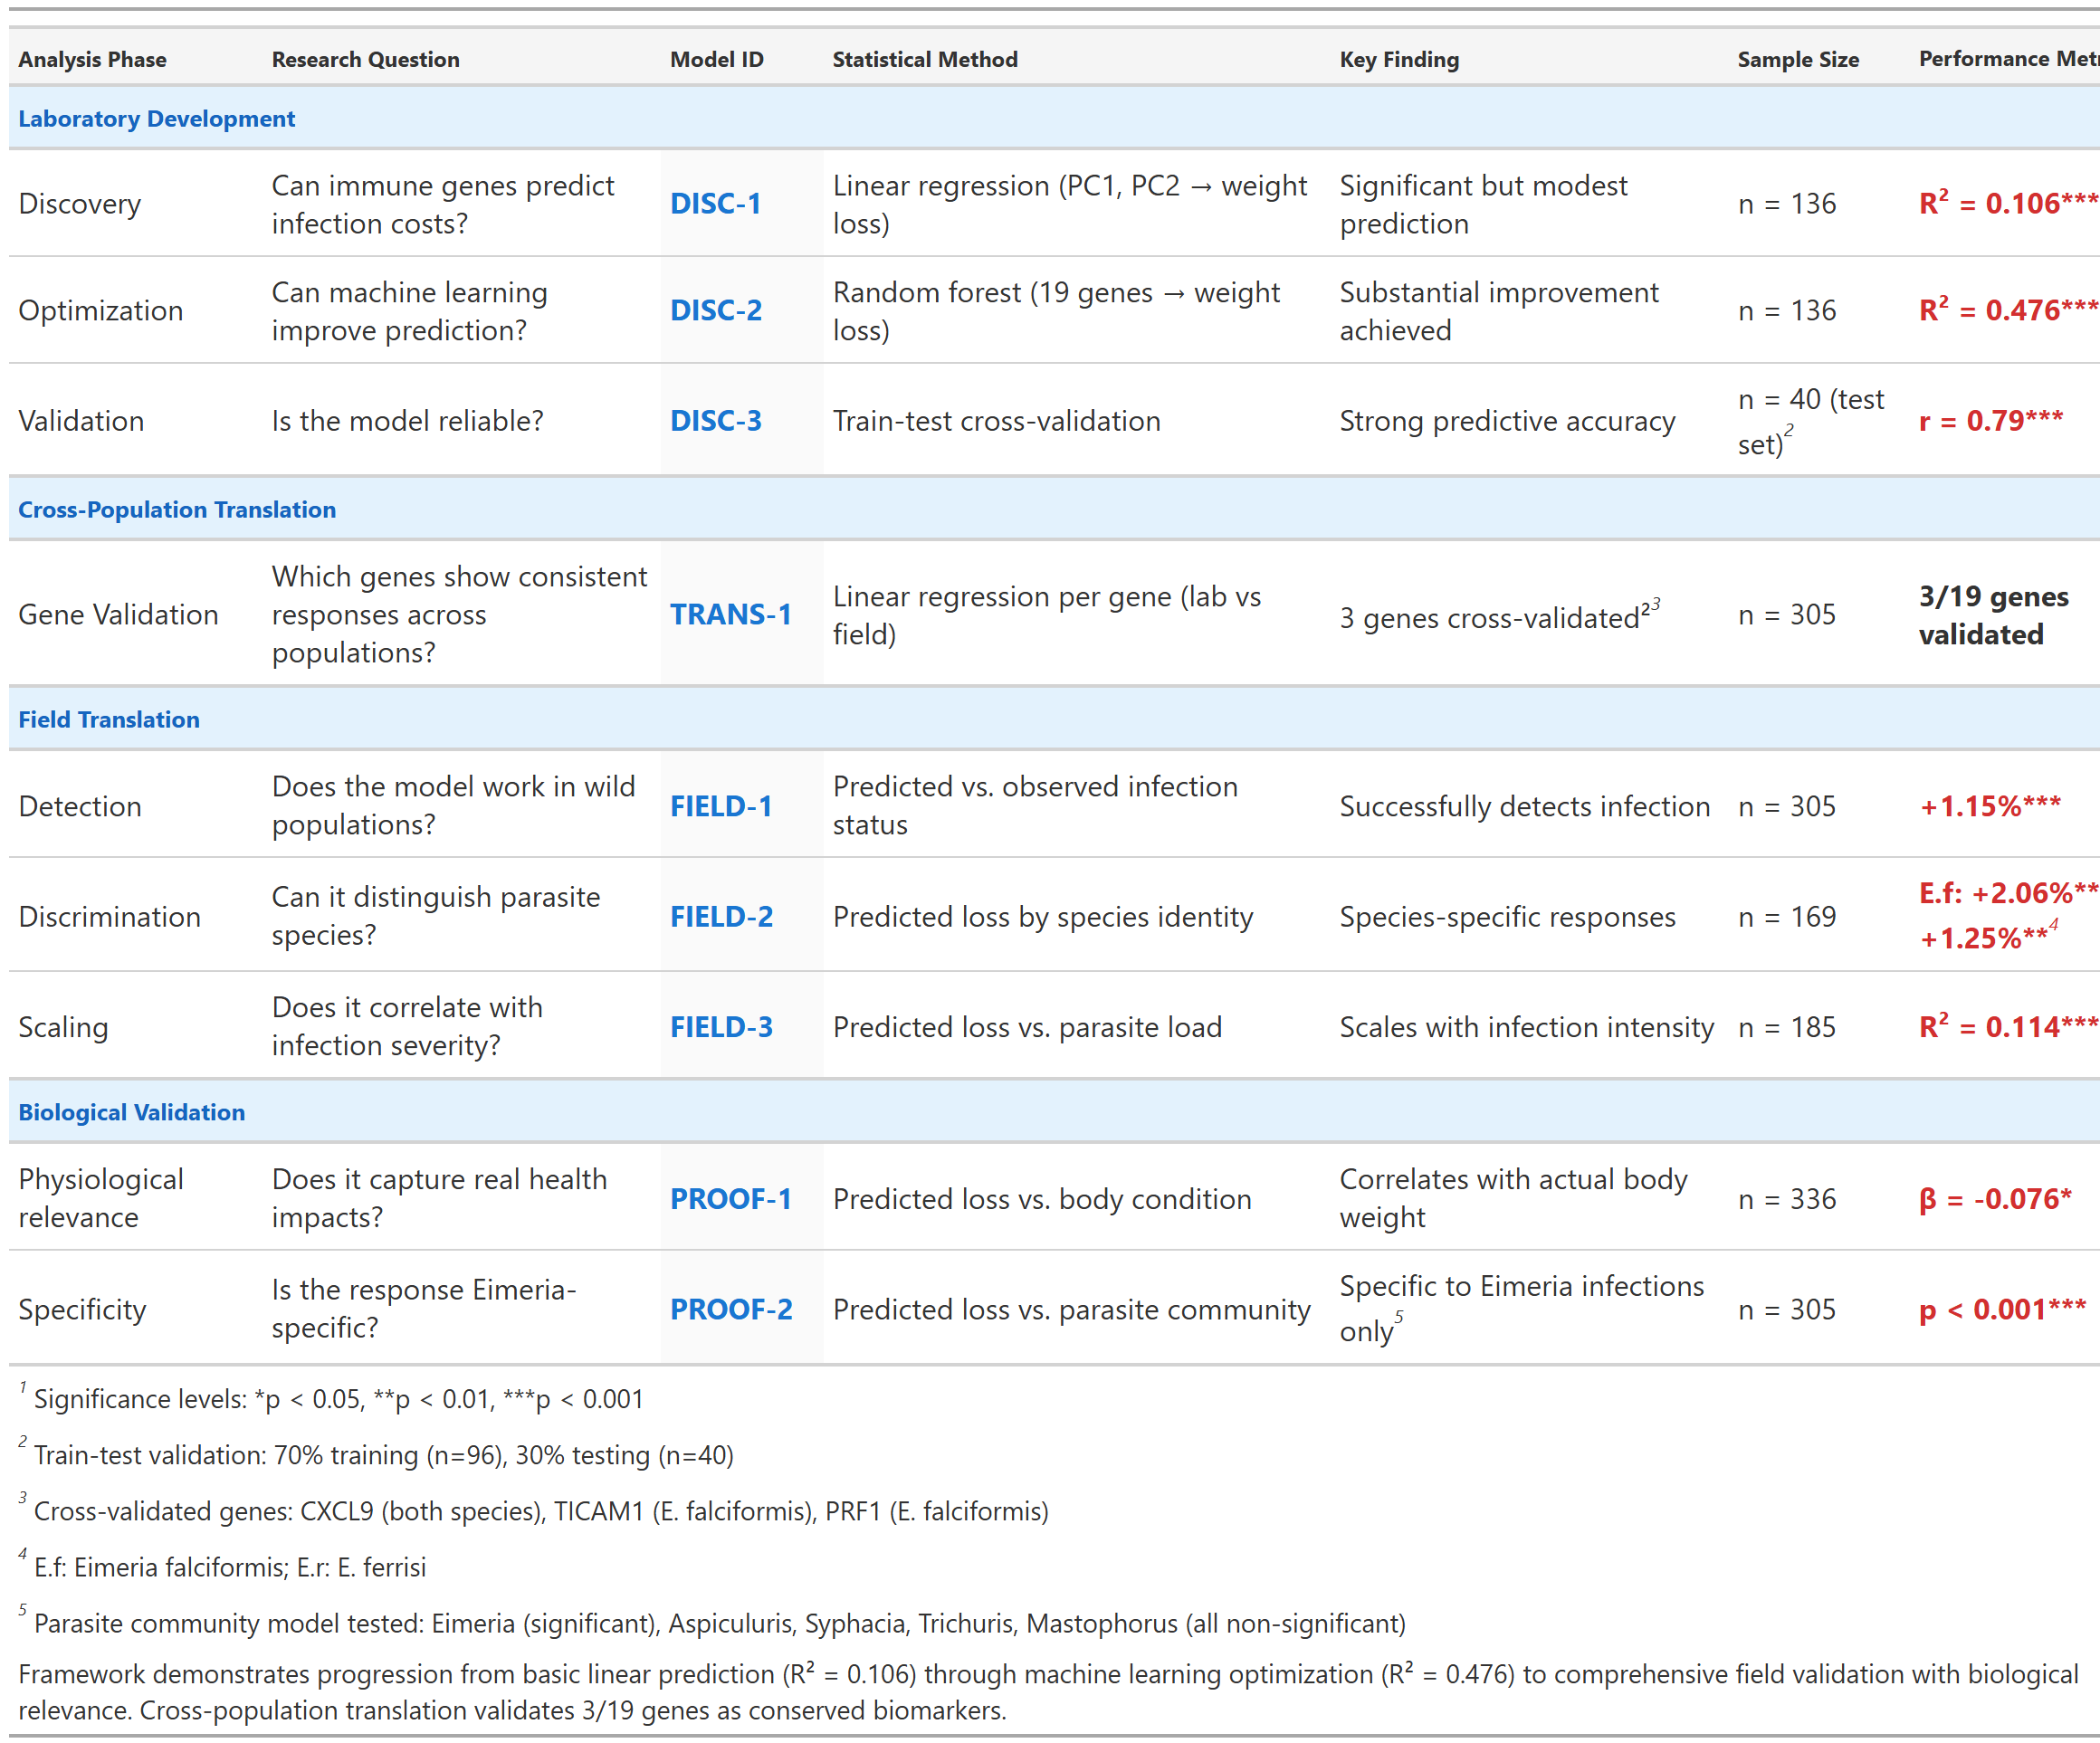 Analysis Phase Research Question Model ID Statistical Method Key Finding Sample Size Performance Met
Laboratory Development
Discovery Can immune genes predict infection costs? DISC-1 Linear regression (PC1, PC2 → weight loss) Significant but modest prediction n = 136 R² = 0.106***
Optimization Can machine learning improve prediction? DISC-2 Random forest (19 genes → weight loss) Substantial improvement achieved n = 136 R² = 0.476***
Validation Is the model reliable? DISC-3 Train-test cross-validation Strong predictive accuracy n = 40 (test set)² r = 0.79***
Cross-Population Translation
Gene Validation Which genes show consistent responses across populations? TRANS-1 Linear regression per gene (lab vs field) 3 genes cross-validated²³ n = 305 3/19 genes validated
Field Translation
Detection Does the model work in wild populations? FIELD-1 Predicted vs. observed infection status Successfully detects infection n = 305 +1.15%***
Discrimination Can it distinguish parasite species? FIELD-2 Predicted loss by species identity Species-specific responses n = 169 E.f: +2.06%** +1.25%**⁴
Scaling Does it correlate with infection severity? FIELD-3 Predicted loss vs. parasite load Scales with infection intensity n = 185 R² = 0.114***
Biological Validation
Physiological relevance Does it capture real health impacts? PROOF-1 Predicted loss vs. body condition Correlates with actual body weight n = 336 β = -0.076*
Specificity Is the response Eimeria-specific? PROOF-2 Predicted loss vs. parasite community Specific to Eimeria infections only⁵ n = 305 p < 0.001***
¹ Significance levels: *p < 0.05, **p < 0.01, ***p < 0.001
² Train-test validation: 70% training (n=96), 30% testing (n=40)
³ Cross-validated genes: CXCL9 (both species), TICAM1 (E. falciformis), PRF1 (E. falciformis)
⁴ E.f: Eimeria falciformis; E.r: E. ferrisi
⁵ Parasite community model tested: Eimeria (significant), Aspiculuris, Syphacia, Trichuris, Mastophorus (all non-significant)
Framework demonstrates progression from basic linear prediction (R² = 0.106) through machine learning optimization (R² = 0.476) to comprehensive field validation with biological
relevance. Cross-population translation validates 3/19 genes as conserved biomarkers.